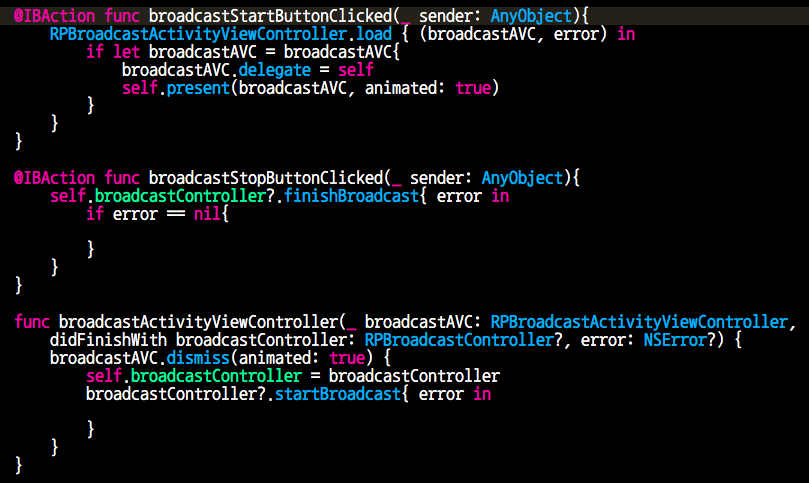 @IBAction func broadcastStartButtonClicked(_ sender: AnyObject){
    RPBroadcastActivityViewController.load { (broadcastAVC, error) in
        if let broadcastAVC = broadcastAVC{
            broadcastAVC.delegate = self
            self.present(broadcastAVC, animated: true)
        }
    }
}

@IBAction func broadcastStopButtonClicked(_ sender: AnyObject){
    self.broadcastController?.finishBroadcast{ error in
        if error == nil{

        }
    }
}

func broadcastActivityViewController(_ broadcastAVC: RPBroadcastActivityViewController,
    didFinishWith broadcastController: RPBroadcastController?, error: NSError?) {
    broadcastAVC.dismiss(animated: true) {
        self.broadcastController = broadcastController
        broadcastController?.startBroadcast{ error in

        }
    }
}